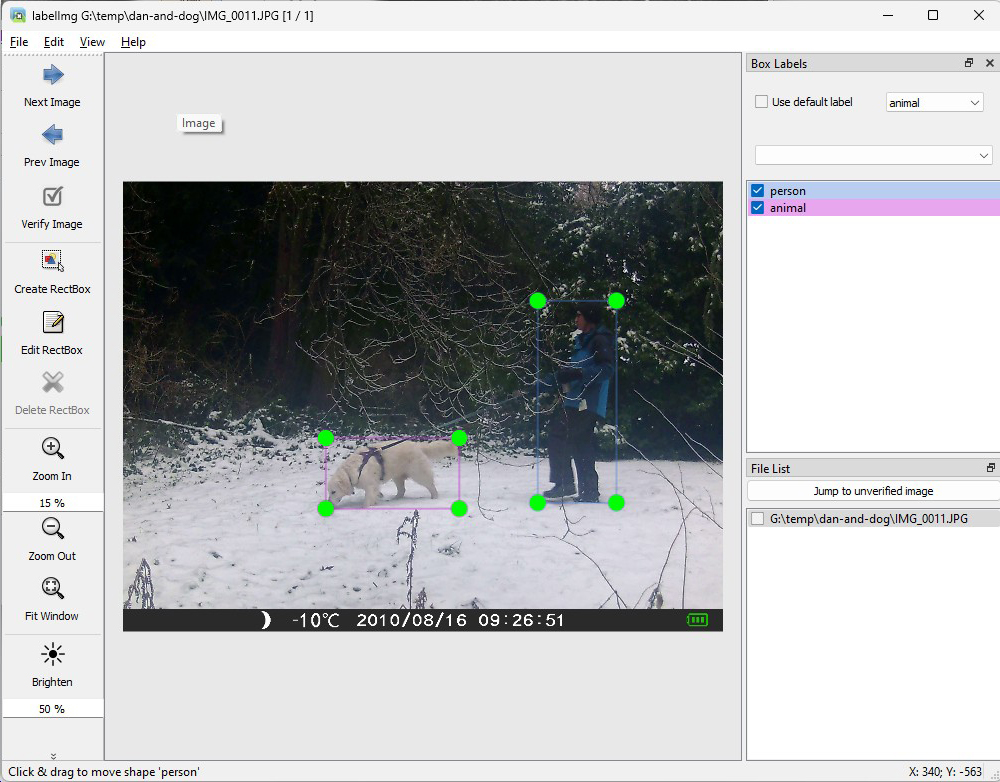 labelImg G:\temp\dan-and-dog\IMG_0011.JPG [1 / 1]
File Edit View Help
Next Image
Prev Image
Verify Image
Create RectBox
Edit RectBox
Delete RectBox
Zoom In
15 %
Zoom Out
Fit Window
Brighten
50 %
Image
-10°C 2010/08/16 09:26:51
Box Labels
Use default label animal
person
animal
File List
Jump to unverified image
G:\temp\dan-and-dog\IMG_0011.JPG
Click & drag to move shape 'person' X: 340; Y: -563